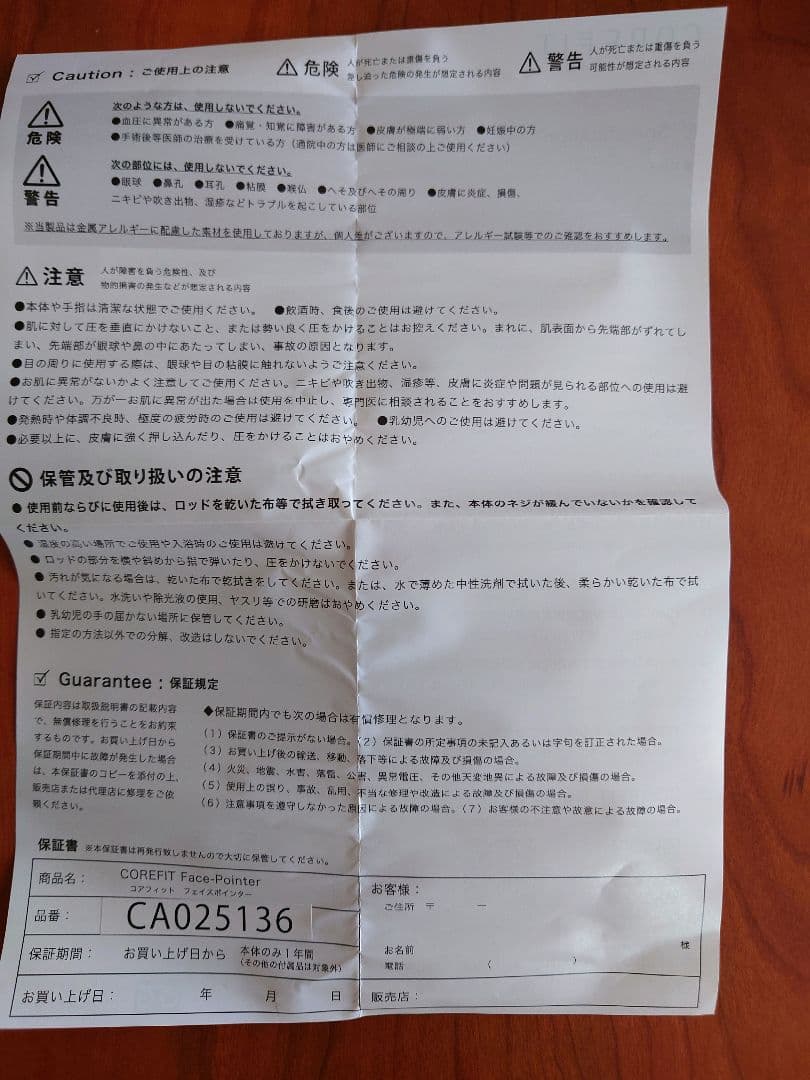 Caution : ご使用上の注意
危険 人が死亡または重傷を負う
差し迫った危険の発生が想定される内容
警告 人が死亡または重傷を負う
可能性が想定される内容
危険
次のような方は、使用しないでください。
●血圧に異常がある方 ●痛覚・知覚に障害がある方 ●皮膚が極端に弱い方 ●妊娠中の方
●手術後等医師の治療を受けている方（通院中の方は医師にご相談の上ご使用ください）
警告
次の部位には、使用しないでください。
●眼球 ●鼻孔 ●耳孔 ●粘膜 ●喉仏 ●へそ及びへその周り ●皮膚に炎症、損傷、
ニキビや吹き出物、湿疹などトラブルを起こしている部位
※当製品は金属アレルギーに配慮した素材を使用しておりますが、個人差がございますので、アレルギー試験等でのご確認をおすすめします。
注意 人が障害を負う危険性、及び
物的損害の発生などが想定される内容
●本体や手指は清潔な状態でご使用ください。 ●飲酒時、食後のご使用は避けてください。
●肌に対して圧を垂直にかけないこと、または勢い良く圧をかけることはお控えください。まれに、肌表面から先端部がずれてし
まい、先端部が眼球や鼻の中にあたってしまい、事故の原因となります。
●目の周りに使用する際は、眼球や目の粘膜に触れないようご注意ください。
●お肌に異常がないかよく注意してご使用ください。ニキビや吹き出物、湿疹等、皮膚に炎症や問題が見られる部位への使用は避
けてください。万が一お肌に異常が出た場合は使用を中止し、専門医に相談されることをおすすめします。
●発熱時や体調不良時、極度の疲労時のご使用は避けてください。 ●乳幼児へのご使用は避けてください。
●必要以上に、皮膚に強く押し込んだり、圧をかけることはおやめください。
保管及び取り扱いの注意
● 使用前ならびに使用後は、ロッドを乾いた布等で拭き取ってください。また、本体のネジが緩んでいないかを確認して
ください。
● 温度の高い場所でご使用や入浴時のご使用は避けてください。
● ロッドの部分を横や斜めから指で弾いたり、圧をかけないでください。
● 汚れが気になる場合は、乾いた布で乾拭きをしてください。または、水で薄めた中性洗剤で拭いた後、柔らかい乾いた布で拭
いてください。水洗いや除光液の使用、ヤスリ等での研磨はおやめください。
● 乳幼児の手の届かない場所に保管してください。
● 指定の方法以外での分解、改造はしないでください。
Guarantee : 保証規定
保証内容は取扱説明書の記載内容
で、無償修理を行うことをお約束
するものです。お買い上げ日から
保証期間中に故障が発生した場合
は、本保証書のコピーを添付の上、
販売店または代理店に修理をご依
頼ください。
◆保証期間内でも次の場合は有償修理となります。
（1）保証書のご提示がない場合。（2）保証書の所定事項の未記入あるいは字句を訂正された場合。
（3）お買い上げ後の輸送、移動、落下等による故障及び損傷の場合。
（4）火災、地震、水害、落雷、公害、異常電圧、その他天変地異による故障及び損傷の場合。
（5）使用上の誤り、事故、乱用、不当な修理や改造による故障及び損傷の場合。
（6）注意事項を遵守しなかった原因による故障の場合。（7）お客様の不注意や故意による故障の場合。
保証書 ※本保証書は再発行致しませんので大切に保管してください。
商品名： COREFIT Face-Pointer
コアフィット フェイスポインター
品番： CA025136
保証期間： お買い上げ日から 本体のみ1年間
（その他の付属品は対象外）
お買い上げ日： 年 月 日
お客様：
ご住所 〒 ー
お名前 様
電話 （ ）
販売店：